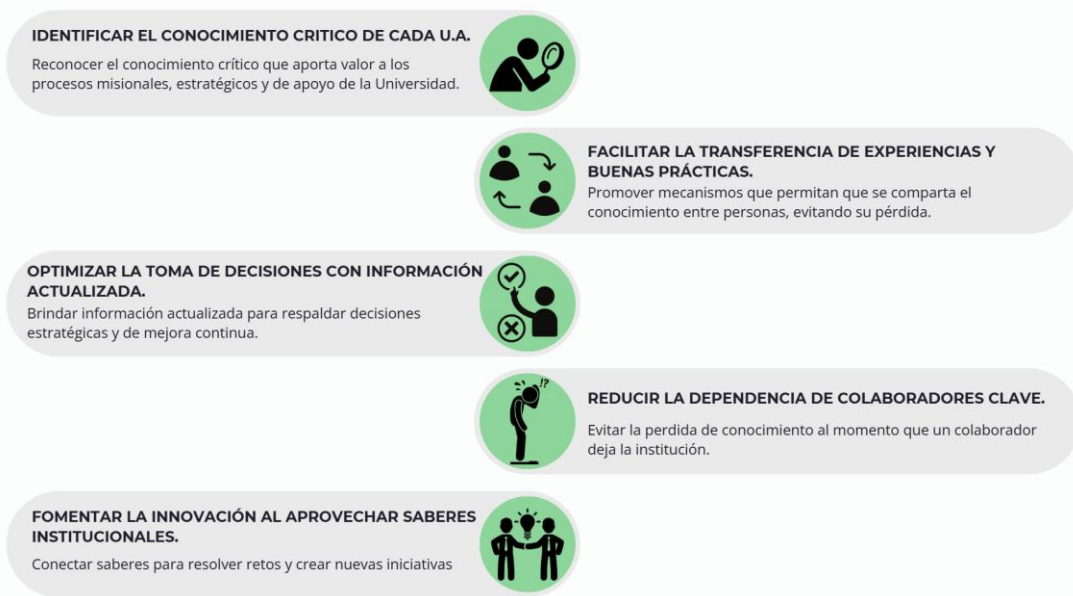 IDENTIFICAR EL CONOCIMIENTO CRITICO DE CADA U.A.
Reconocer el conocimiento crítico que aporta valor a los
procesos misionales, estratégicos y de apoyo de la Universidad.
FACILITAR LA TRANSFERENCIA DE EXPERIENCIAS Y
BUENAS PRÁCTICAS.
Promover mecanismos que permitan que se comparta el
conocimiento entre personas, evitando su pérdida.
OPTIMIZAR LA TOMA DE DECISIONES CON INFORMACIÓN
ACTUALIZADA.
Brindar información actualizada para respaldar decisiones
estratégicas y de mejora continua.
!?
REDUCIR LA DEPENDENCIA DE COLABORADORES CLAVE.
Evitar la perdida de conocimiento al momento que un colaborador
deja la institución.
FOMENTAR LA INNOVACIÓN AL APROVECHAR SABERES
INSTITUCIONALES.
Conectar saberes para resolver retos y crear nuevas iniciativas